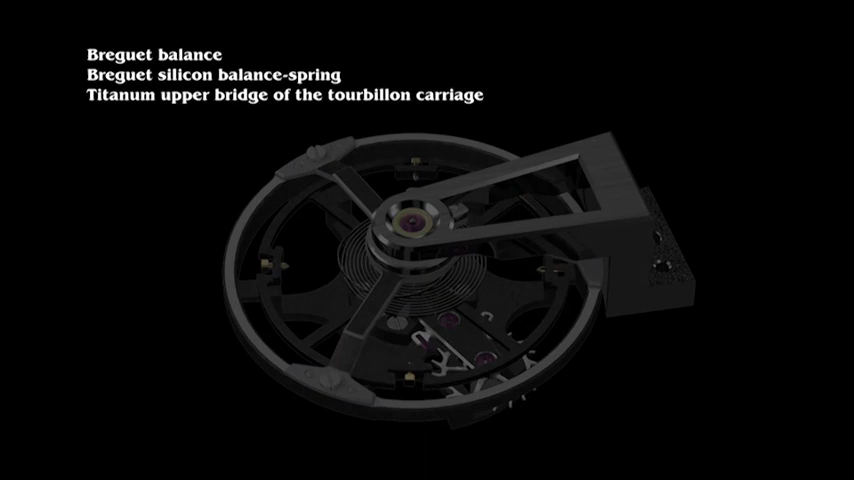 Breguet balance
Breguet silicon balance-spring
Titanum upper bridge of the tourbillon carriage